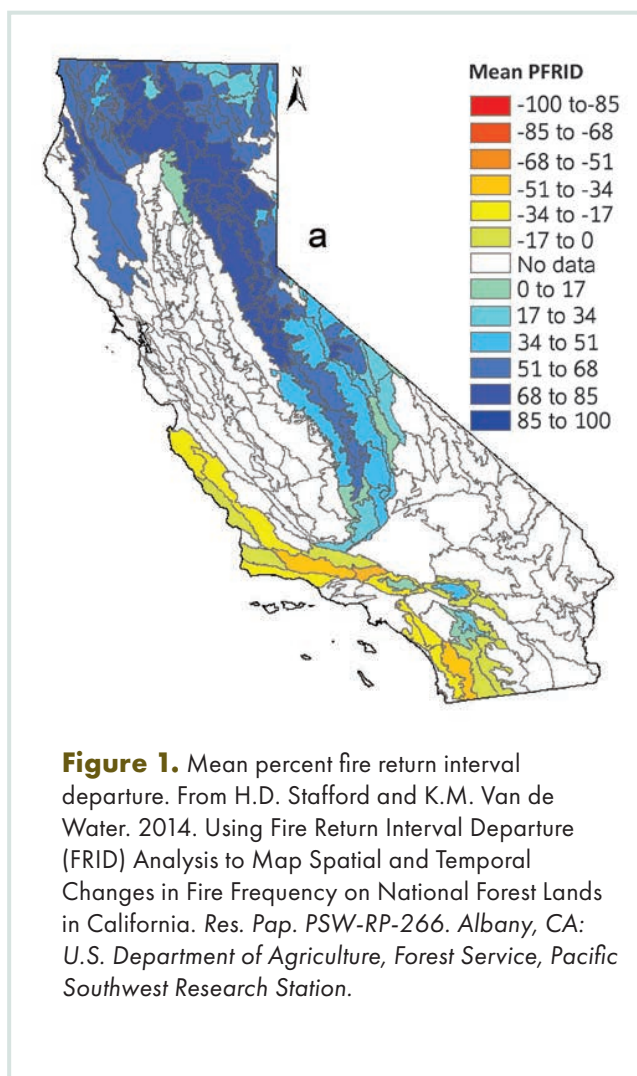 N
a
Mean PFRID
-100 to-85
-85 to -68
-68 to -51
-51 to -34
-34 to -17
-17 to 0
No data
0 to 17
17 to 34
34 to 51
51 to 68
68 to 85
85 to 100
Figure 1. Mean percent fire return interval
departure. From H.D. Stafford and K.M. Van de
Water. 2014. Using Fire Return Interval Departure
(FRID) Analysis to Map Spatial and Temporal
Changes in Fire Frequency on National Forest Lands
in California. Res. Pap. PSW-RP-266. Albany, CA:
U.S. Department of Agriculture, Forest Service, Pacific
Southwest Research Station.